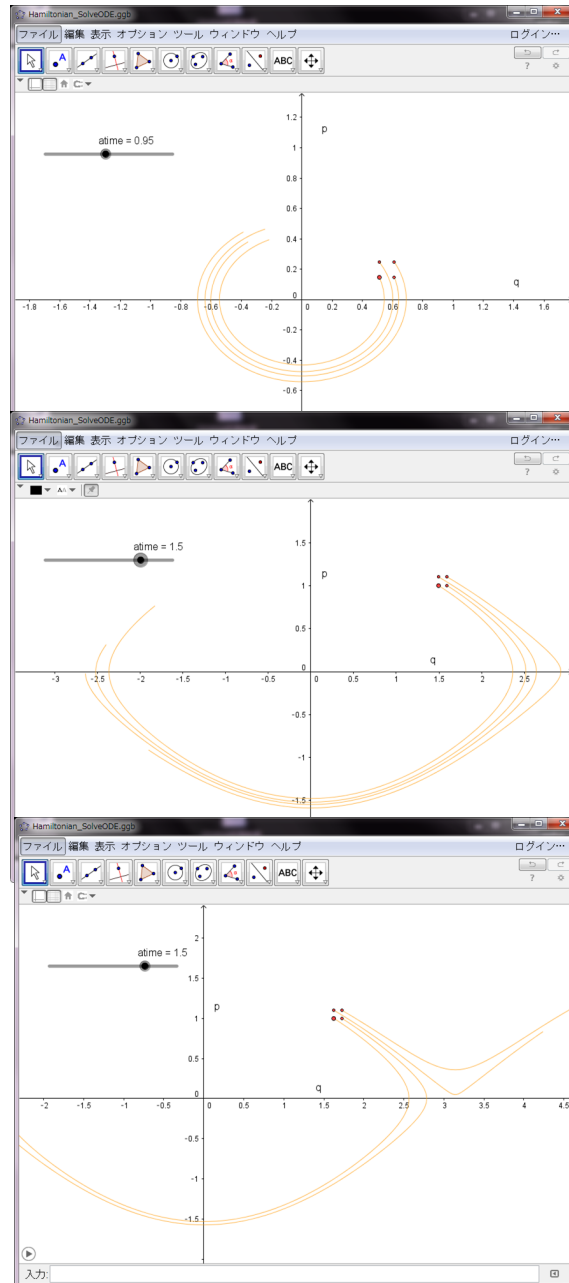 Hamiltonian_SolveODE.ggb
ファイル 編集 表示 オプション ツール ウィンドウ ヘルプ ログイン…
ABC
?
atime = 0.95
p
q
1.2
1
0.8
0.6
0.4
0.2
0
-0.2
-0.4
-0.6
-1.8 -1.6 -1.4 -1.2 -1 -0.8 -0.6 -0.4 -0.2 0 0.2 0.4 0.6 0.8 1 1.2 1.4 1.6
Hamiltonian_SolveODE.ggb
ファイル 編集 表示 オプション ツール ウィンドウ ヘルプ ログイン…
ABC
?
AA
atime = 1.5
p
q
1.5
1
0.5
0
-0.5
-1
-1.5
-3 -2.5 -2 -1.5 -1 -0.5 0 0.5 1 1.5 2 2.5
Hamiltonian_SolveODE.ggb
ファイル 編集 表示 オプション ツール ウィンドウ ヘルプ ログイン…
ABC
?
atime = 1.5
p
q
2
1.5
1
0.5
0
-0.5
-1
-1.5
-2 -1.5 -1 -0.5 0 0.5 1 1.5 2 2.5 3 3.5 4 4.5
入力: